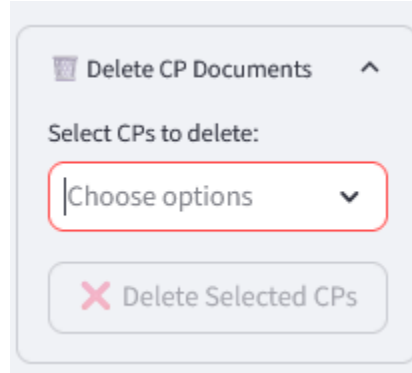 Delete CP Documents
Select CPs to delete:
Choose options
Delete Selected CPs